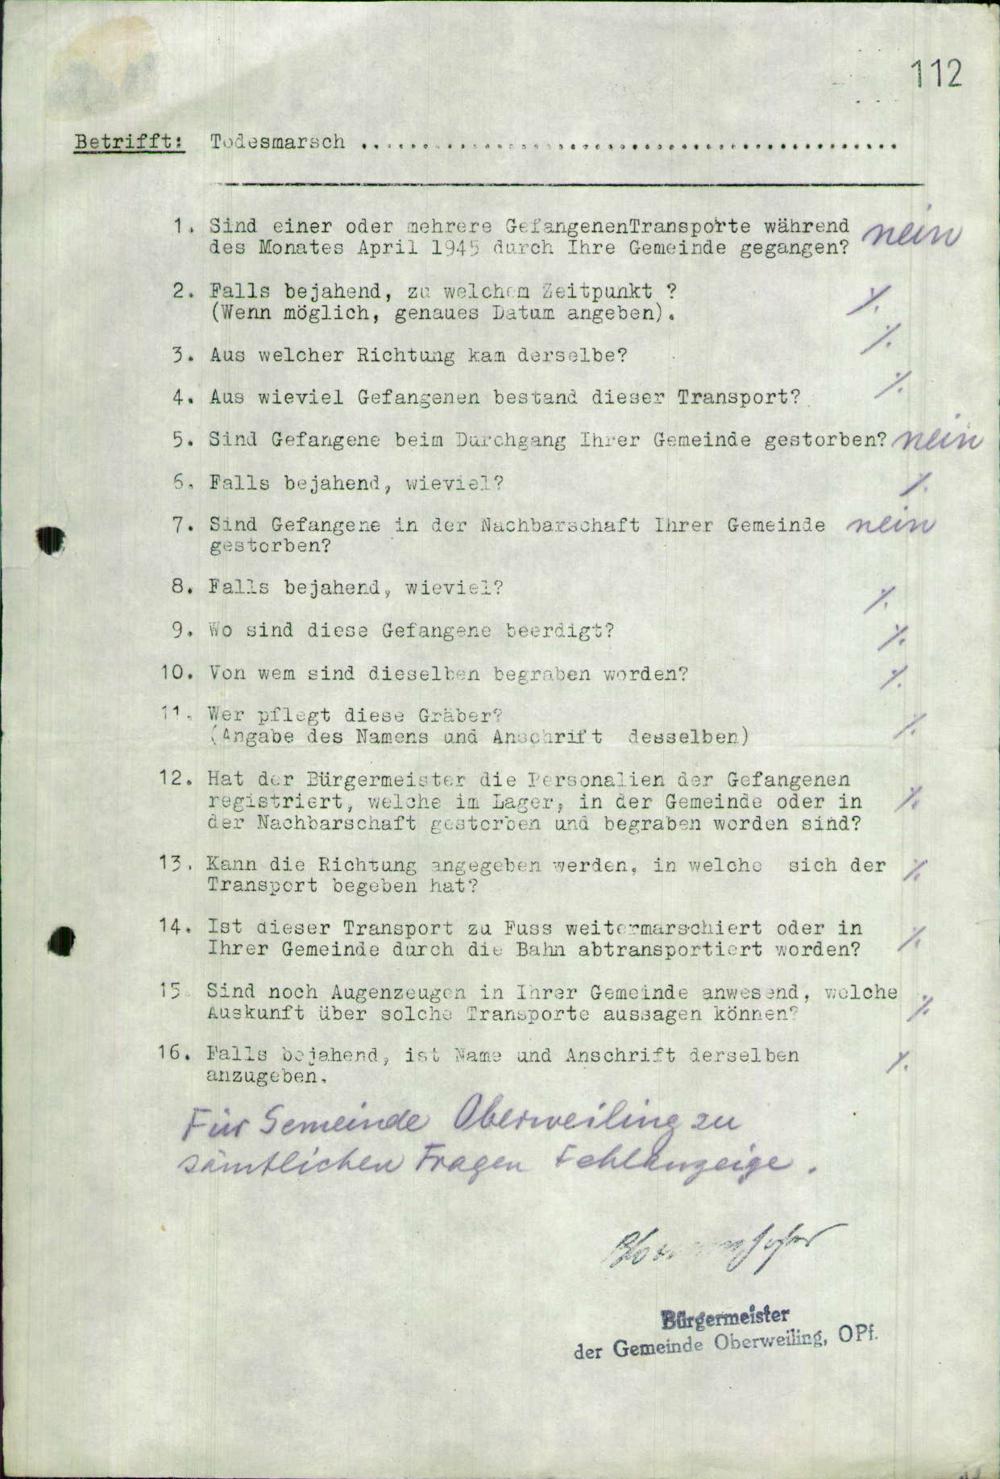 112
Betrifft: Todesmarsch ............................................
1. Sind einer oder mehrere GefangenenTransporte während nein
des Monates April 1945 durch Ihre Gemeinde gegangen?
2. Falls bejahend, zu welchem Zeitpunkt ? ٪
(Wenn möglich, genaues Datum angeben).
3. Aus welcher Richtung kam derselbe? ٪
4. Aus wieviel Gefangenen bestand dieser Transport? ٪
5. Sind Gefangene beim Durchgang Ihrer Gemeinde gestorben? nein
6. Falls bejahend, wieviel? ٪
7. Sind Gefangene in der Nachbarschaft Ihrer Gemeinde nein
gestorben?
8. Falls bejahend, wieviel? ٪
9. Wo sind diese Gefangene beerdigt? ٪
10. Von wem sind dieselben begraben worden? ٪
11. Wer pflegt diese Gräber? ٪
(Angabe des Namens und Anschrift desselben)
12. Hat der Bürgermeister die Personalien der Gefangenen
registriert, welche im Lager, in der Gemeinde oder in ٪
der Nachbarschaft gestorben und begraben worden sind?
13. Kann die Richtung angegeben werden, in welche sich der ٪
Transport begeben hat?
14. Ist dieser Transport zu Fuss weitermarschiert oder in ٪
Ihrer Gemeinde durch die Bahn abtransportiert worden?
15. Sind noch Augenzeugen in Ihrer Gemeinde anwesend, welche ٪
Auskunft über solche Transporte aussagen können?
16. Falls bejahend, ist Name und Anschrift derselben ٪
anzugeben.
Für Gemeinde Oberweiling zu
sämtlichen Fragen Fehlanzeige.
Bürgermeister
der Gemeinde Oberweiling, OPf.